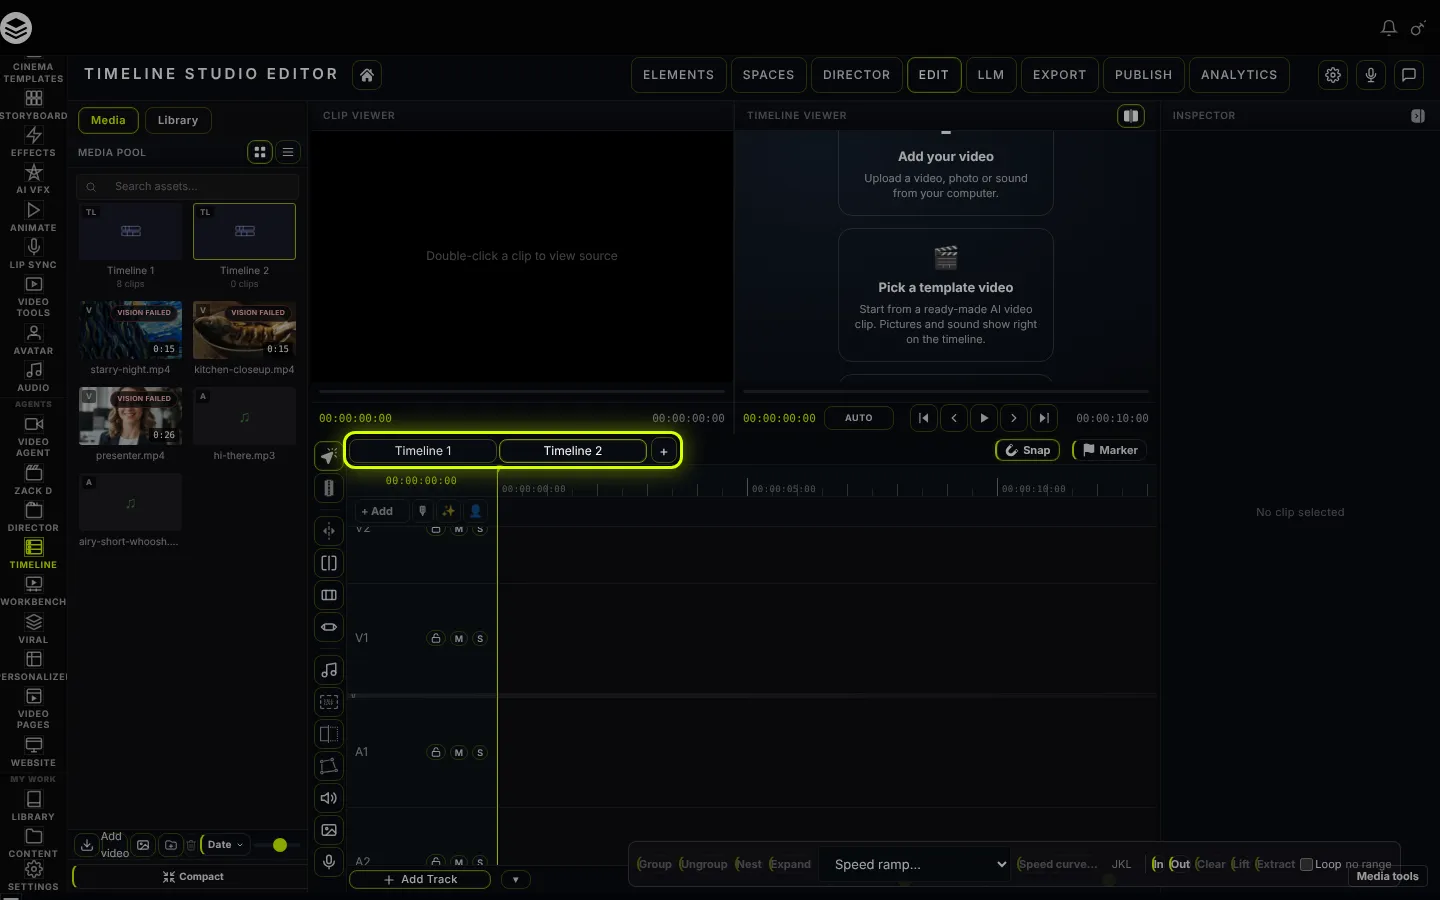 TIMELINE STUDIO EDITOR
ELEMENTS
SPACES
DIRECTOR
EDIT
LLM
EXPORT
PUBLISH
ANALYTICS
CINEMA
TEMPLATES
STORYBOARD
EFFECTS
AI VFX
ANIMATE
LIP SYNC
VIDEO
TOOLS
AVATAR
AUDIO
AGENTS
VIDEO
AGENT
ZACK D
DIRECTOR
TIMELINE
WORKBENCH
VIRAL
PERSONALIZE
VIDEO
PAGES
WEBSITE
MY WORK
LIBRARY
CONTENT
SETTINGS
Media
Library
MEDIA POOL
Search assets...
TL
TL
Timeline 1
Timeline 2
8 clips
0 clips
V
VISION FAILED
0:15
V
VISION FAILED
0:15
starry-night.mp4
kitchen-closeup.mp4
V
VISION FAILED
0:26
A
presenter.mp4
hi-there.mp3
A
airy-short-whoosh....
Add
video
Date
Compact
CLIP VIEWER
Double-click a clip to view source
00:00:00:00
00:00:00:00
TIMELINE VIEWER
Add your video
Upload a video, photo or sound
from your computer.
Pick a template video
Start from a ready-made AI video
clip. Pictures and sound show right
on the timeline.
00:00:00:00
AUTO
00:00:10:00
INSPECTOR
No clip selected
Timeline 1
Timeline 2
+
Snap
Marker
00:00:00:00
00:00:00:00
00:00:05:00
00:00:10:00
+ Add
V2
M
S
V1
M
S
A1
M
S
A2
M
S
+ Add Track
Group
Ungroup
Nest
Expand
Speed ramp...
Speed curve...
JKL
In
Out
Clear
Lift
Extract
Loop
no range
Media tools